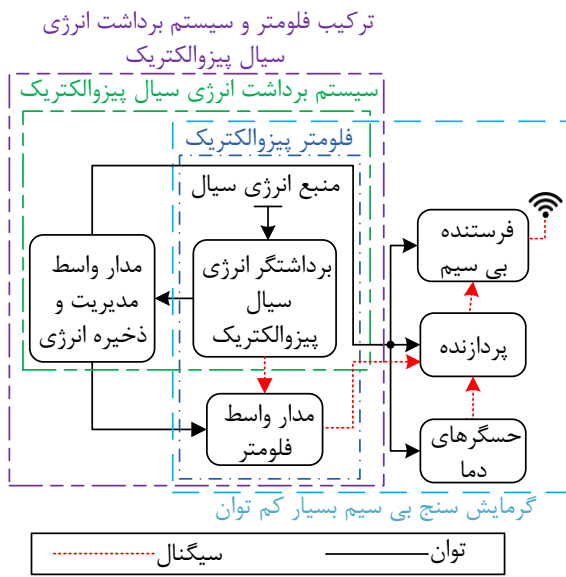 ترکیب فلومتر و سیستم برداشت انرژی
سیال پیزوالکتریک
سیستم برداشت انرژی سیال پیزوالکتریک
فلومتر پیزوالکتریک
منبع انرژی سیال
فرستنده
بی سیم
برداشتگر انرژی
سیال
پیزوالکتریک
مدار واسط
مدیریت و
ذخیره انرژی
پردازنده
مدار واسط
فلومتر
حسگرهای
دما
گرمایش سنج بی سیم بسیار کم توان
توان
سیگنال